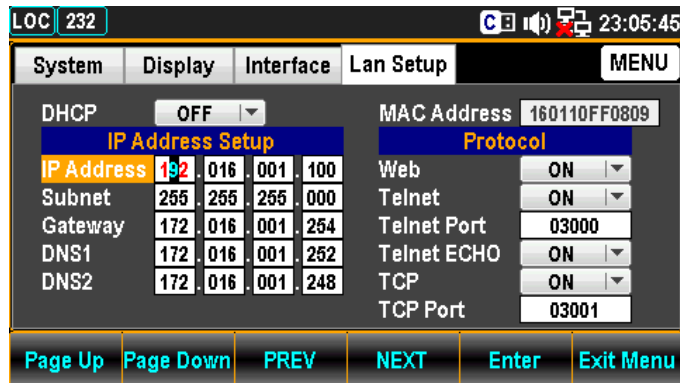 LOC 232 C 23:05:45
System Display Interface Lan Setup MENU
DHCP OFF MAC Address 160110FF0809
IP Address Setup Protocol
IP Address 192.016.001.100 Web ON
Subnet 255.255.255.000 Telnet ON
Gateway 172.016.001.254 Telnet Port 03000
DNS1 172.016.001.252 Telnet ECHO ON
DNS2 172.016.001.248 TCP ON
TCP Port 03001
Page Up Page Down PREV NEXT Enter Exit Menu